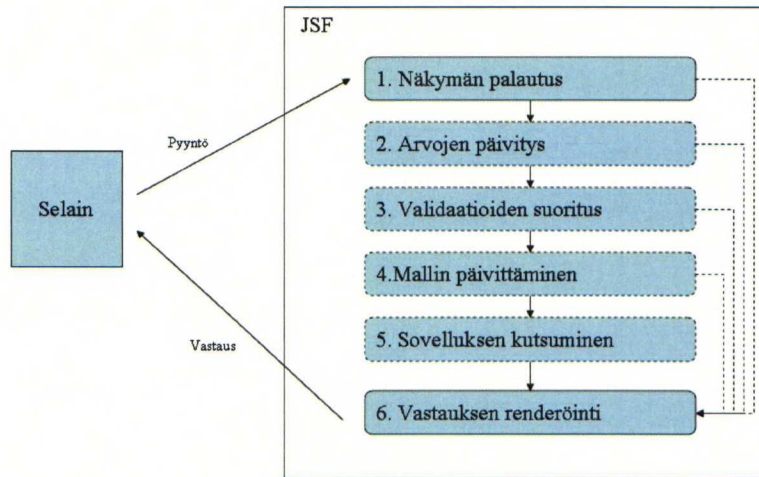 JSF
1. Näkymän palautus
Pyyntö
2. Arvojen päivitys
Selain
3. Validaatioiden suoritus
4.Mallin päivittäminen
Vastaus
5. Sovelluksen kutsuminen
6. Vastauksen renderöinti